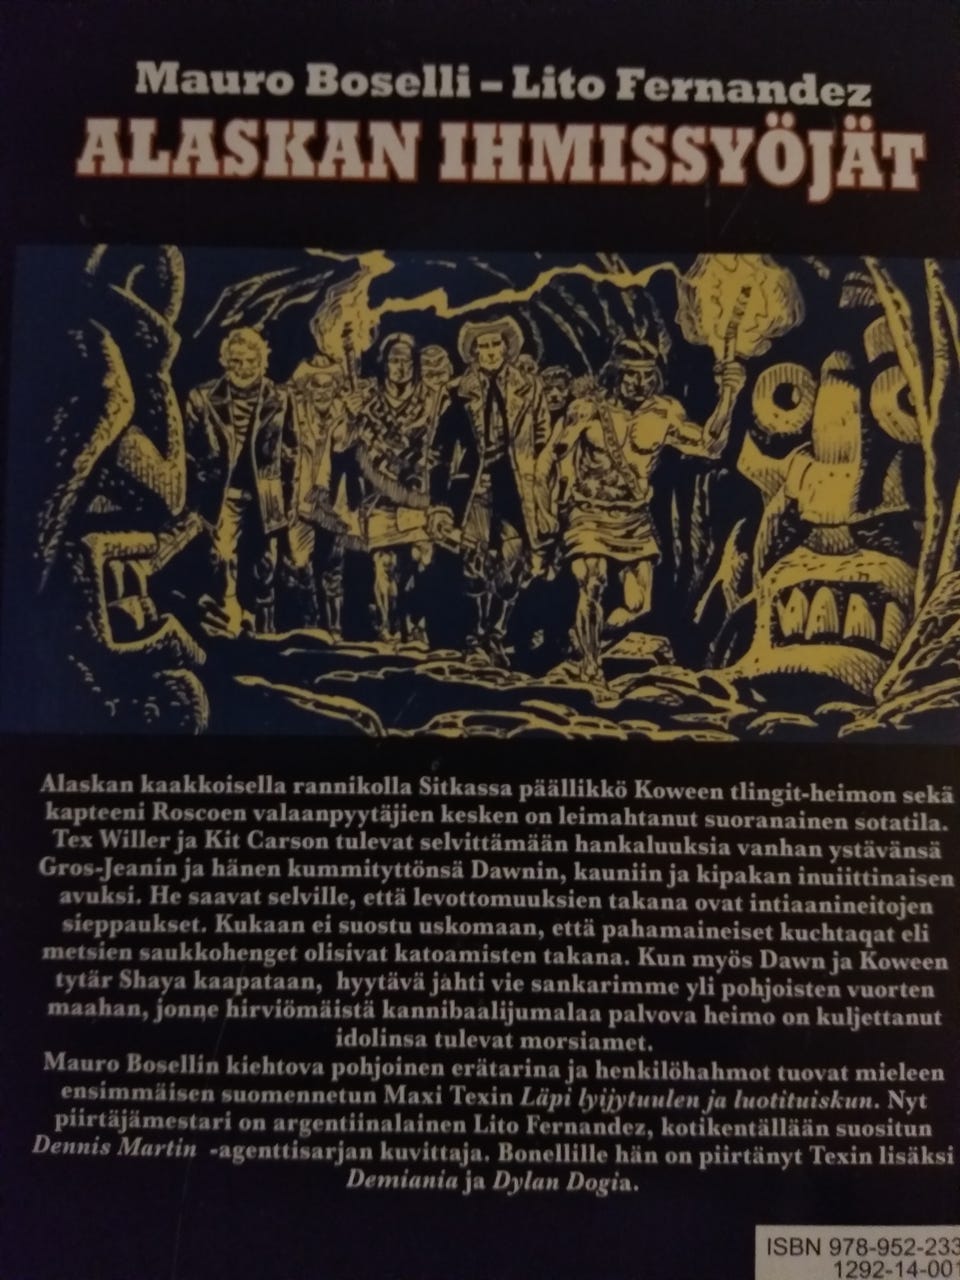 Mauro Boselli – Lito Fernandez
ALASKAN IHMISSYÖJÄT
Alaskan kaakkoisella rannikolla Sitkassa päällikkö Koween tlingit-heimon sekä
kapteeni Roscoen valaanpyytäjien kesken on leimahtanut suoranainen sotatila.
Tex Willer ja Kit Carson tulevat selvittämään hankaluuksia vanhan ystävänsä
Gros-Jeanin ja hänen kummityttönsä Dawnin, kauniin ja kipakan inuiittinaisen
avuksi. He saavat selville, että levottomuuksien takana ovat intiaanineitojen
sieppaukset. Kukaan ei suostu uskomaan, että pahamaineiset kuchtaqat eli
metsien saukkohenget olisivat katoamisten takana. Kun myös Dawn ja Koween
tytär Shaya kaapataan, hyytävä jahti vie sankarimme yli pohjoisten vuorten
maahan, jonne hirviömäistä kannibaalijumalaa palvova heimo on kuljettanut
idolinsa tulevat morsiamet.
Mauro Bosellin kiehtova pohjoinen erätarina ja henkilöhahmot tuovat mieleen
ensimmäisen suomennetun Maxi Texin Läpi lyijytuulen ja luotituiskun. Nyt
piirtäjämestari on argentiinalainen Lito Fernandez, kotikentällään suositun
Dennis Martin -agenttisarjan kuvittaja. Bonellille hän on piirtänyt Texin lisäksi
Demiania ja Dylan Dogia.
ISBN 978-952-233
1292-14-001